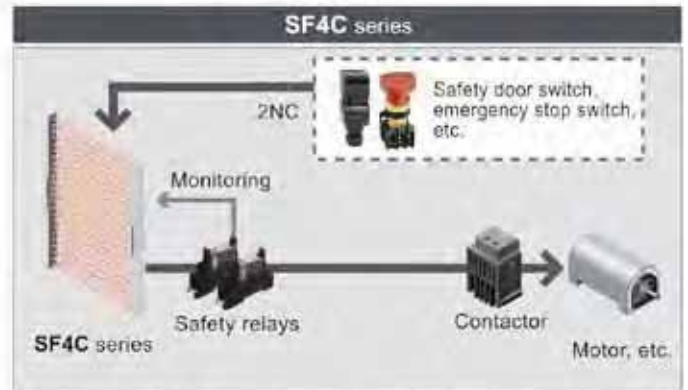 SF4C series
Safety door switch,
emergency stop switch,
etc.
2NC
Monitoring
Safety relays
Contactor
SF4C series
Motor, etc.